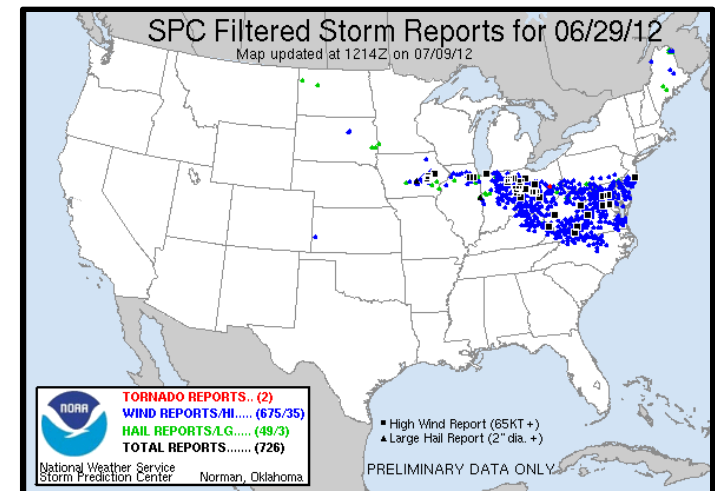 SPC Filtered Storm Reports for 06/29/12
Map updated at 1214Z on 07/09/12
NOAA
TORNADO REPORTS.. (2)
WIND REPORTS/HI..... (675/35)
HAIL REPORTS/LG..... (49/3)
TOTAL REPORTS....... (726)
National Weather Service
Storm Prediction Center Norman, Oklahoma
High Wind Report (65KT +)
Large Hail Report (2" dia. +)
PRELIMINARY DATA ONLY